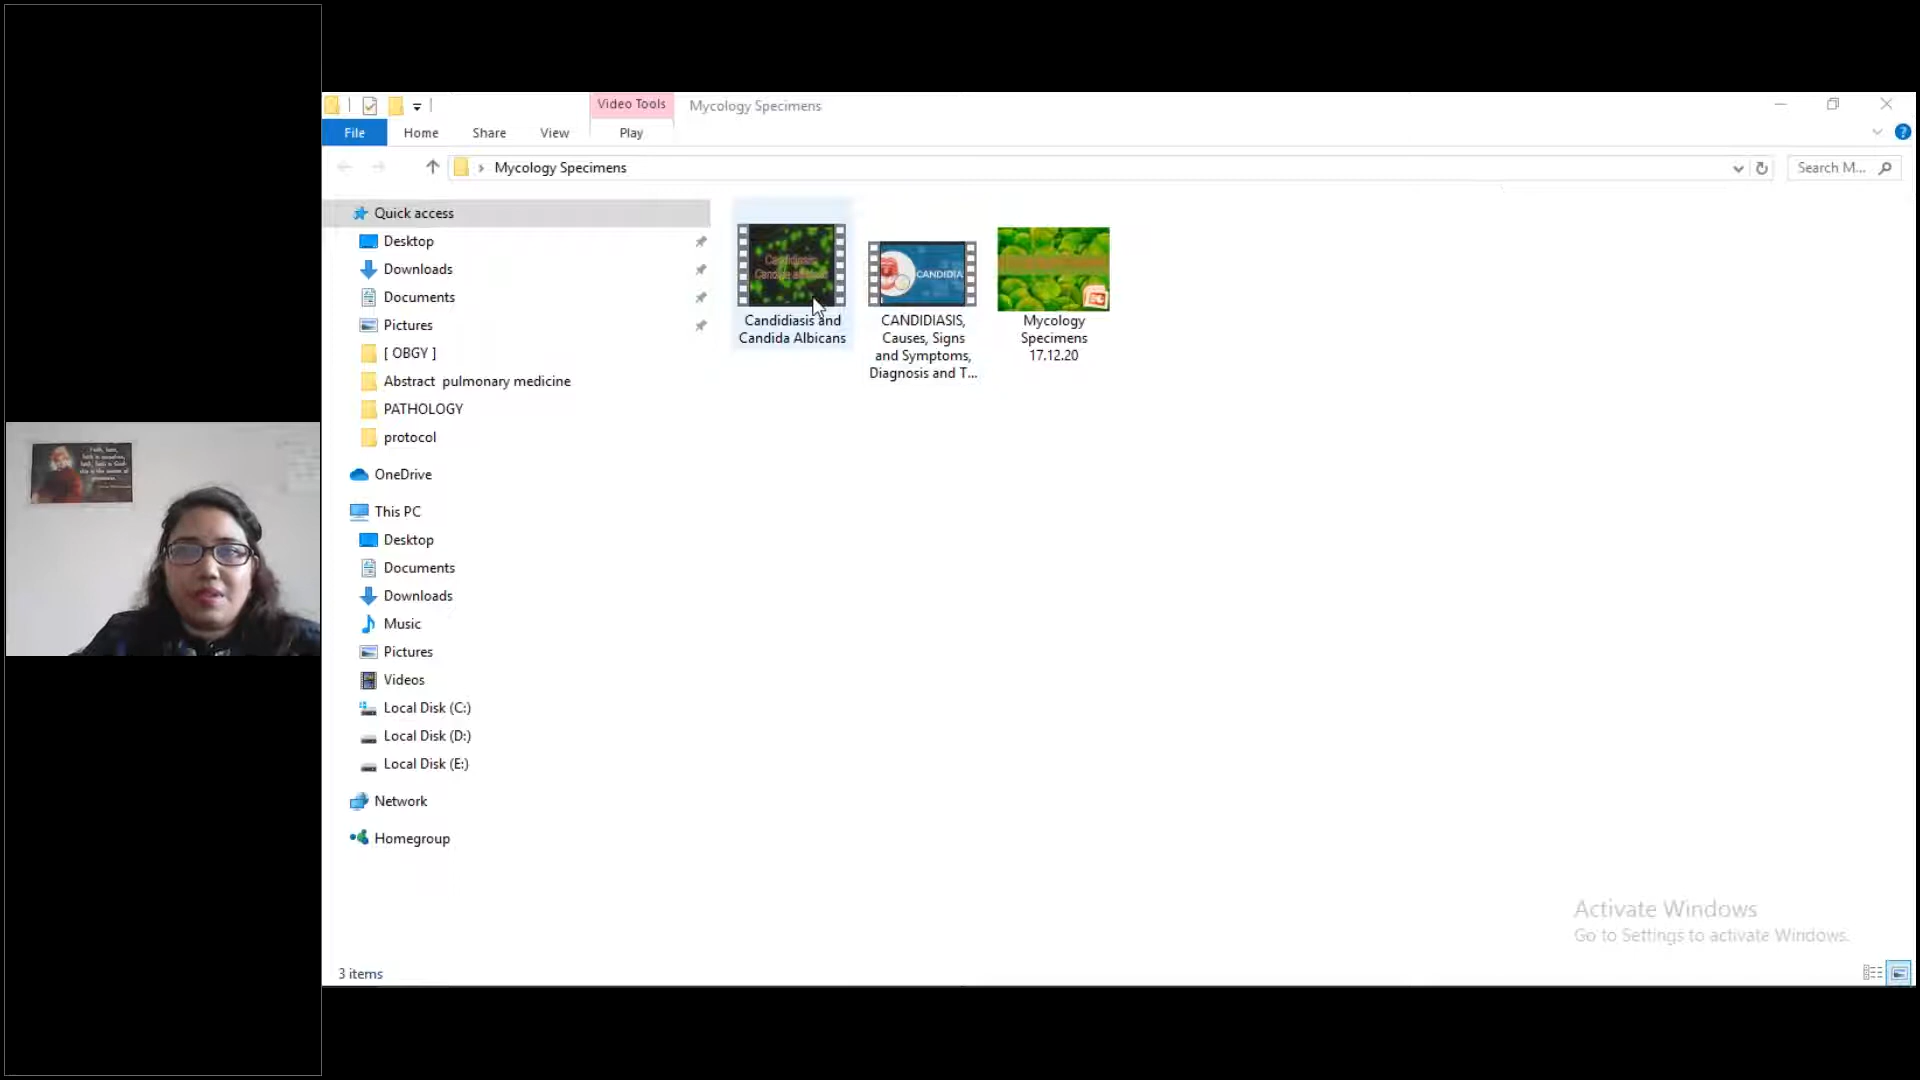 Video Tools
Mycology Specimens
File
Home
Share
View
Play
Mycology Specimens
Search M...
Quick access
Desktop
Downloads
Documents
Pictures
[ OBGY ]
Abstract pulmonary medicine
PATHOLOGY
protocol
OneDrive
This PC
Desktop
Documents
Downloads
Music
Pictures
Videos
Local Disk (C:)
Local Disk (D:)
Local Disk (E:)
Network
Homegroup
Candidiasis and
Candida Albicans
CANDIDIA
CANDIDIASIS,
Causes, Signs
and Symptoms,
Diagnosis and T...
Mycology
Specimens
17.12.20
Activate Windows
Go to Settings to activate Windows.
3 items